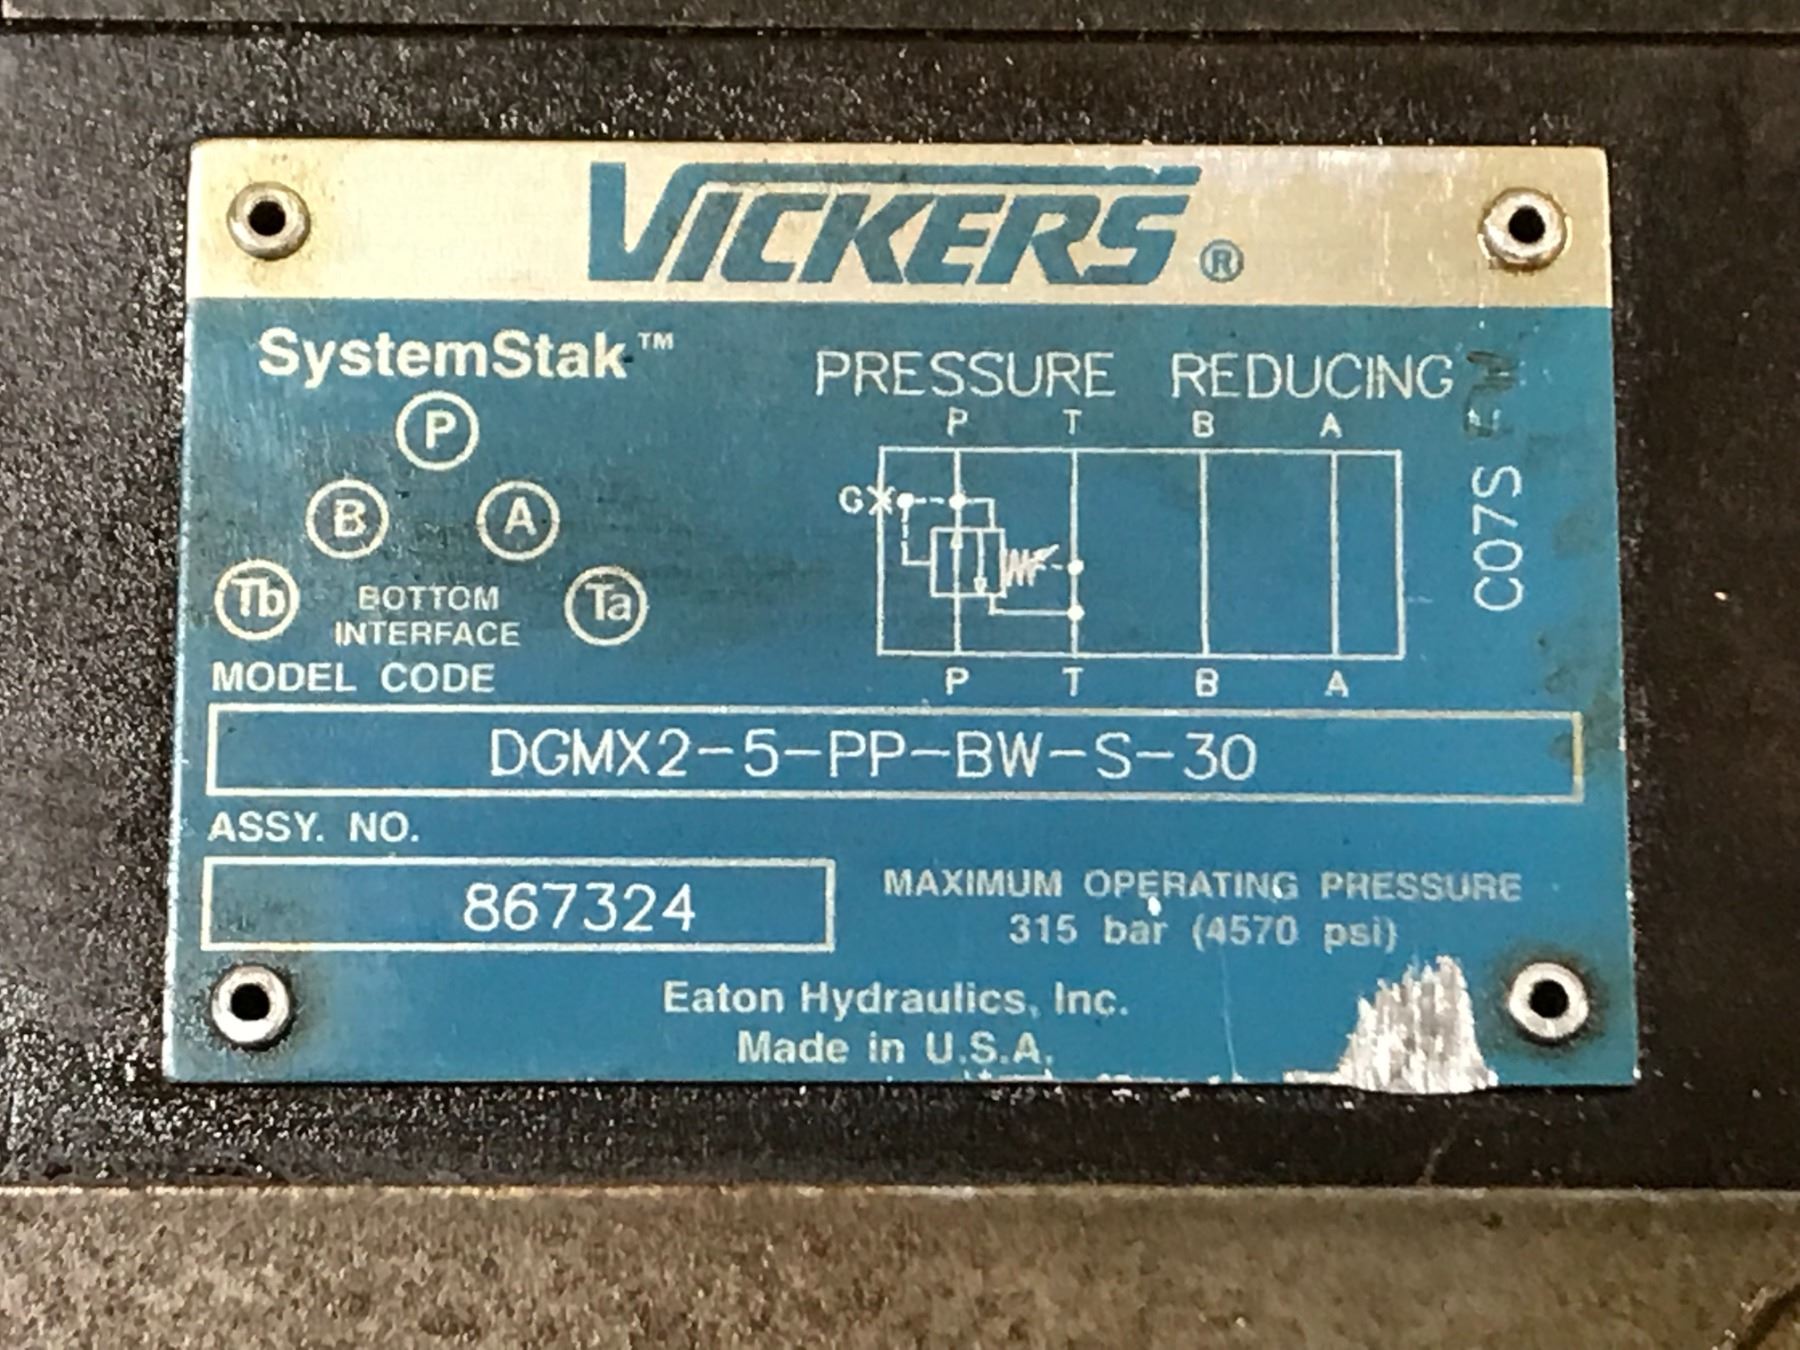 VICKERS®
SystemStak™
P
B A
Tb Ta
BOTTOM
INTERFACE
PRESSURE REDUCING
P T B A
G
P T B A
C07S
MODEL CODE
DGMX2-5-PP-BW-S-30
ASSY. NO.
867324
MAXIMUM OPERATING PRESSURE
315 bar (4570 psi)
Eaton Hydraulics, Inc.
Made in U.S.A.